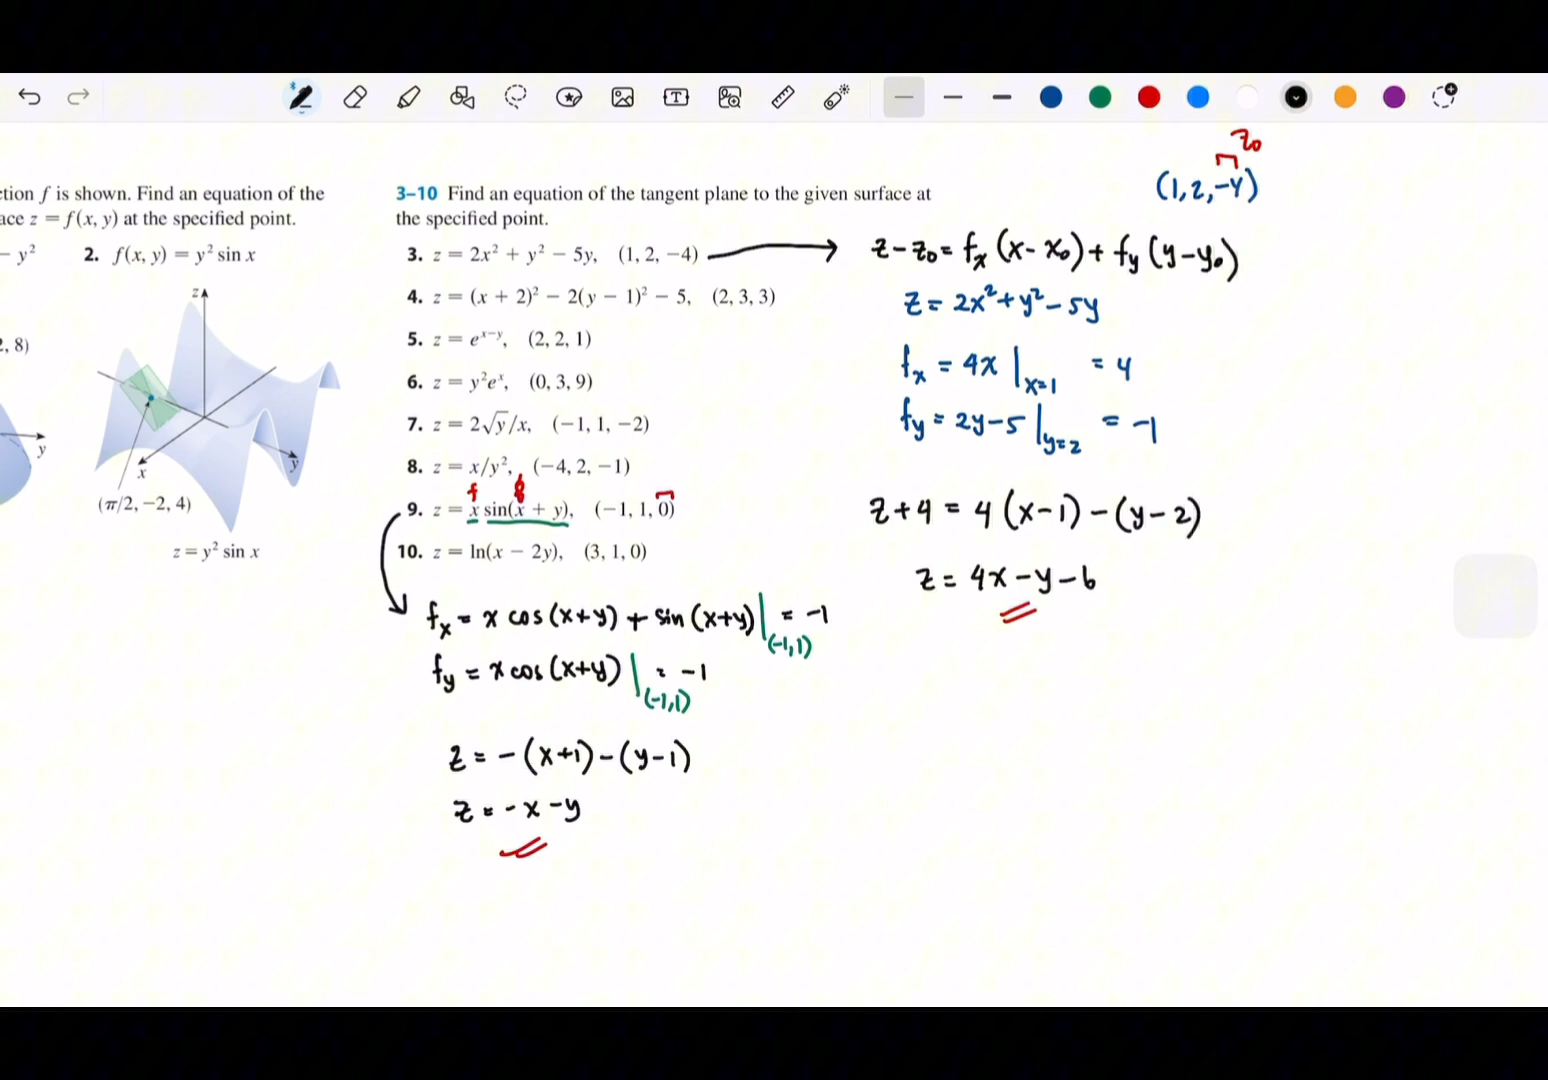 z₀
(1,2,-4)
ction f is shown. Find an equation of the
ace z = f(x, y) at the specified point.
− y²
2. f(x, y) = y² sin x
z
2, 8)
y
x
y
(π/2, −2, 4)
z = y² sin x
3–10 Find an equation of the tangent plane to the given surface at
the specified point.
3. z = 2x² + y² − 5y, (1, 2, −4)
4. z = (x + 2)² − 2(y − 1)² − 5, (2, 3, 3)
5. z = eˣ⁻ʸ, (2, 2, 1)
6. z = y²eˣ, (0, 3, 9)
7. z = 2√y/x, (−1, 1, −2)
8. z = x/y², (−4, 2, −1)
f
9. z = x sin(x + y), (−1, 1, 0)
10. z = ln(x − 2y), (3, 1, 0)
fx = x cos(x+y) + sin(x+y)|(-1,1) = -1
fy = x cos(x+y)|(-1,1) = -1
z = -(x+1)-(y-1)
z = -x-y
z-z₀ = fx(x-x₀)+fy(y-y₀)
z = 2x²+y²-5y
fx = 4x|x=1 = 4
fy = 2y-5|y=2 = -1
z+4 = 4(x-1)-(y-2)
z = 4x-y-6